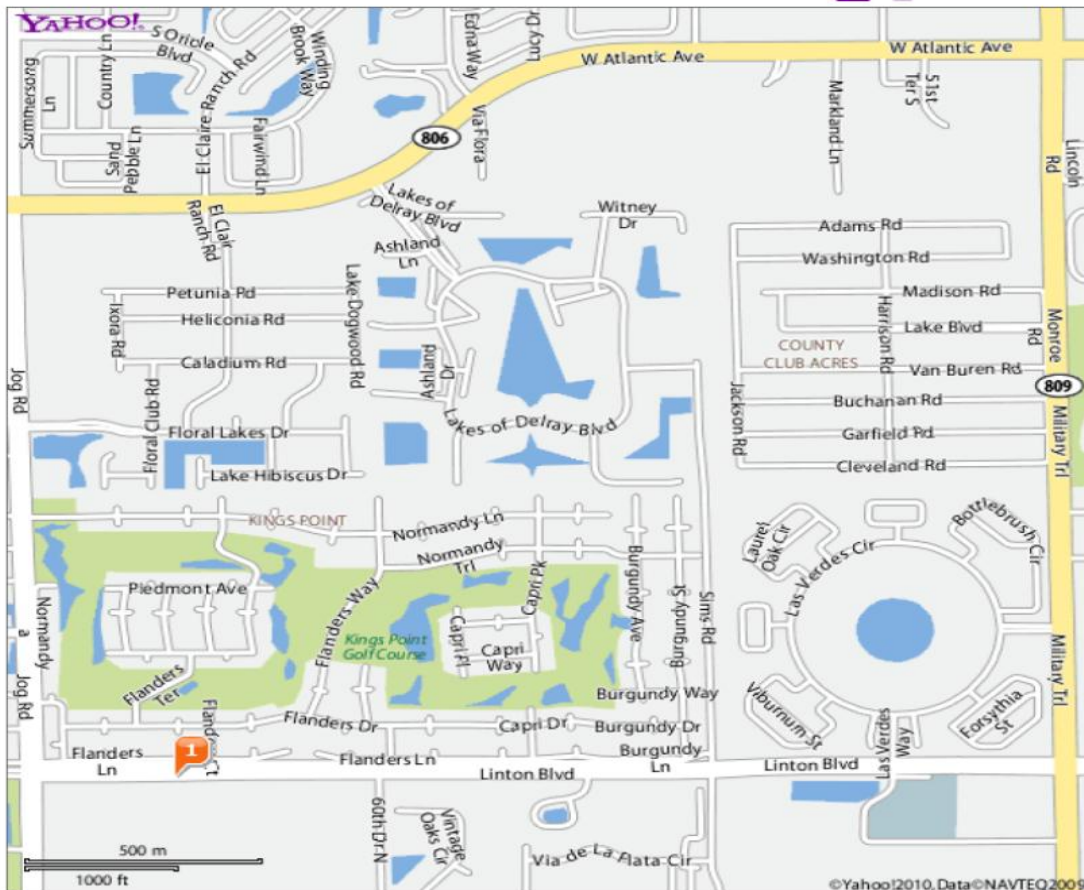 YAHOO!
S Oriole
Blvd
Country Ln
Summersong
Ln
Sand
Pebble Ln
El Claire Ranch Rd
Fairwind Ln
Winding
Brook Way
Edna Way
Via Flora
806
W Atlantic Ave
W Atlantic Ave
Markland Ln
51st
Ter S
Lincoln
Rd
El Clair
Ranch Rd
Lakes of
Delray Blvd
Ashland
Ln
Witney
Dr
Adams Rd
Washington Rd
Petunia Rd
Ixora Rd
Heliconia Rd
Lake Dogwood Rd
Caladium Rd
Ashland
Dr
Madison Rd
Harrison Rd
Lake Blvd
Monroe
Rd
COUNTY
CLUB ACRES
Van Buren Rd
809
Jog Rd
Floral Club Rd
Floral Lakes Dr
Lakes of Delray Blvd
Jackson Rd
Buchanan Rd
Garfield Rd
Military Trl
Lake Hibiscus Dr
Cleveland Rd
KINGS POINT
Normandy Ln
Normandy
Trl
Laurel
Oak Cir
Las Verdes Cir
Bottlebrush Cir
Piedmont Ave
Normandy
a
Flanders Way
Capri Pk
Burgundy Ave
Burgundy St
Sims Rd
Kings Point
Golf Course
Capri Pl
Capri
Way
Flanders
Ter
Jog Rd
Military Trl
Burgundy Way
Viburnum St
Las Verdes
Way
Forsythia
St
Flanders Dr
Capri Dr
Burgundy Dr
Flanders
Ln
1
Ct
Flanders Ln
Burgundy
Ln
Linton Blvd
Linton Blvd
60th Dr N
Vintage
Oaks Cir
Via de La Plata Cir
500 m
1000 ft
©Yahoo!2010, Data©NAVTEQ2009